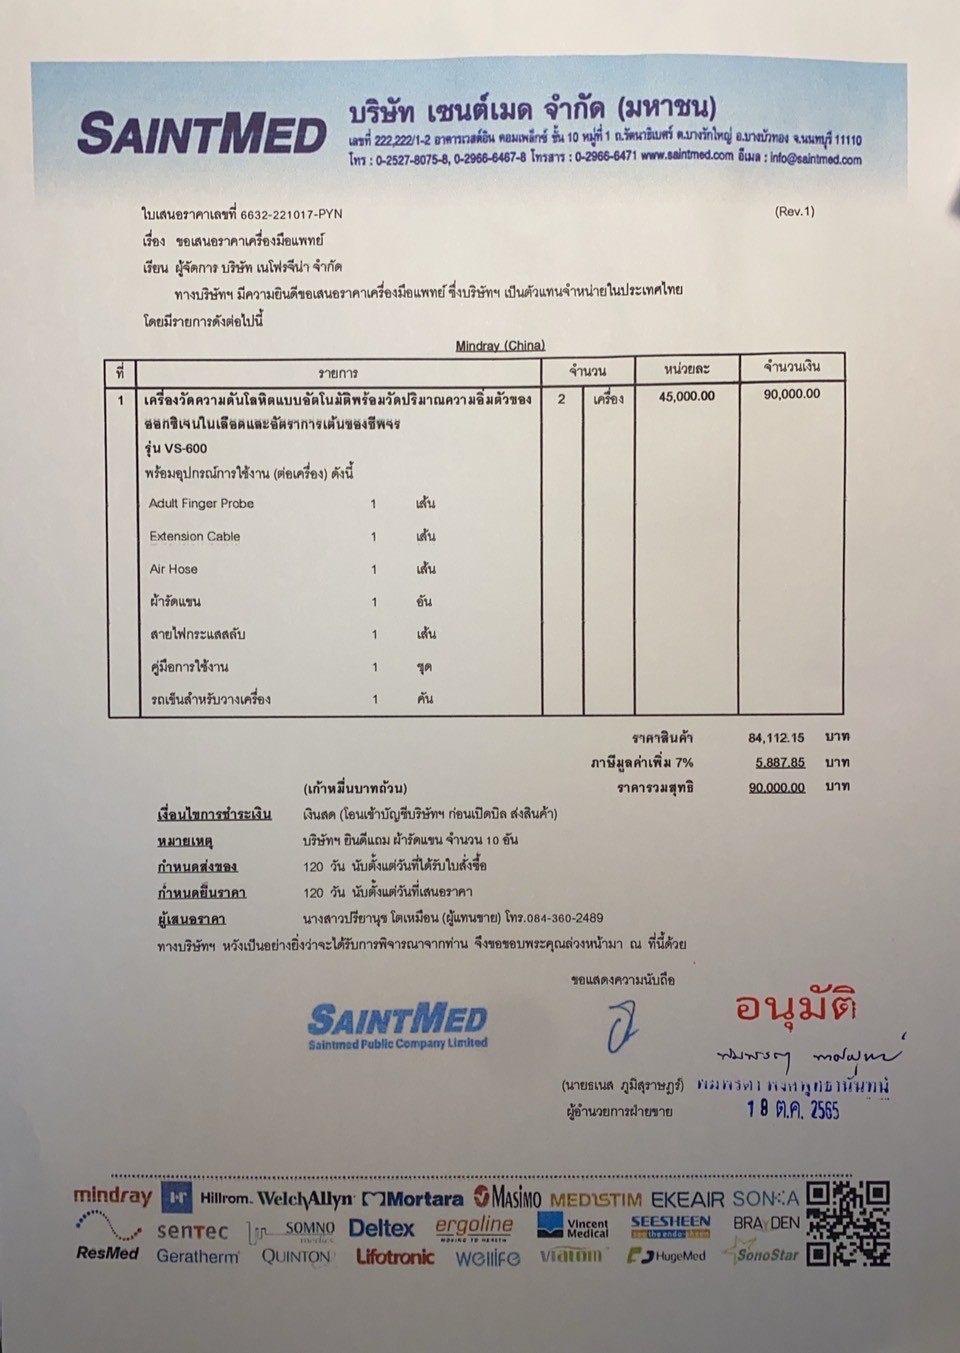 SAINTMED
บริษัท เซนต์เมด จำกัด (มหาชน)
เลขที่ 222,222/1-2 อาคารเวสต์อิน คอมเพล็กซ์ ชั้น 10 หมู่ที่ 1 ถ.รัตนาธิเบศร์ ต.บางรักใหญ่ อ.บางบัวทอง จ.นนทบุรี 11110
โทร : 0-2527-8075-8, 0-2966-6467-8 โทรสาร : 0-2966-6471 www.saintmed.com อีเมล : info@saintmed.com
ใบเสนอราคาเลขที่ 6632-221017-PYN (Rev.1)
เรื่อง ขอเสนอราคาเครื่องมือแพทย์
เรียน ผู้จัดการ บริษัท เนโฟรจีน่า จำกัด
ทางบริษัทฯ มีความยินดีขอเสนอราคาเครื่องมือแพทย์ ซึ่งบริษัทฯ เป็นตัวแทนจำหน่ายในประเทศไทย
โดยมีรายการดังต่อไปนี้
Mindray (China)
ที่ รายการ จำนวน หน่วยละ จำนวนเงิน
1 เครื่องวัดความดันโลหิตแบบอัตโนมัติพร้อมวัดปริมาณความอิ่มตัวของ 2 เครื่อง 45,000.00 90,000.00
ออกซิเจนในเลือดและอัตราการเต้นของชีพจร
รุ่น VS-600
พร้อมอุปกรณ์การใช้งาน (ต่อเครื่อง) ดังนี้
Adult Finger Probe 1 เส้น
Extension Cable 1 เส้น
Air Hose 1 เส้น
ผ้ารัดแขน 1 อัน
สายไฟกระแสสลับ 1 เส้น
คู่มือการใช้งาน 1 ชุด
รถเข็นสำหรับวางเครื่อง 1 คัน
ราคาสินค้า 84,112.15 บาท
ภาษีมูลค่าเพิ่ม 7% 5,887.85 บาท
(เก้าหมื่นบาทถ้วน) ราคารวมสุทธิ 90,000.00 บาท
เงื่อนไขการชำระเงิน เงินสด (โอนเข้าบัญชีบริษัทฯ ก่อนเปิดบิล ส่งสินค้า)
หมายเหตุ บริษัทฯ ยินดีแถม ผ้ารัดแขน จำนวน 10 อัน
กำหนดส่งของ 120 วัน นับตั้งแต่วันที่ได้รับใบสั่งซื้อ
กำหนดยืนราคา 120 วัน นับตั้งแต่วันที่เสนอราคา
ผู้เสนอราคา นางสาวปรียานุช โตเหมือน (ผู้แทนขาย) โทร.084-360-2489
ทางบริษัทฯ หวังเป็นอย่างยิ่งว่าจะได้รับการพิจารณาจากท่าน จึงขอขอบพระคุณล่วงหน้ามา ณ ที่นี้ด้วย
ขอแสดงความนับถือ
อนุมัติ
SAINTMED
Saintmed Public Company Limited
(นายธเนส ภูมิสุราษฎร์)
ผู้อำนวยการฝ่ายขาย 18 ต.ค. 2565
mindray Hillrom WelchAllyn Mortara MASIMO MEDISTIM EKEAIR SONKA
senTec SOMNO medics Deltex ergoline MOVING TO HEALTH Vincent Medical SEESHEEN BRAYDEN
ResMed Geratherm QUINTON Lifotronic wellife viatom HugeMed SonoStar